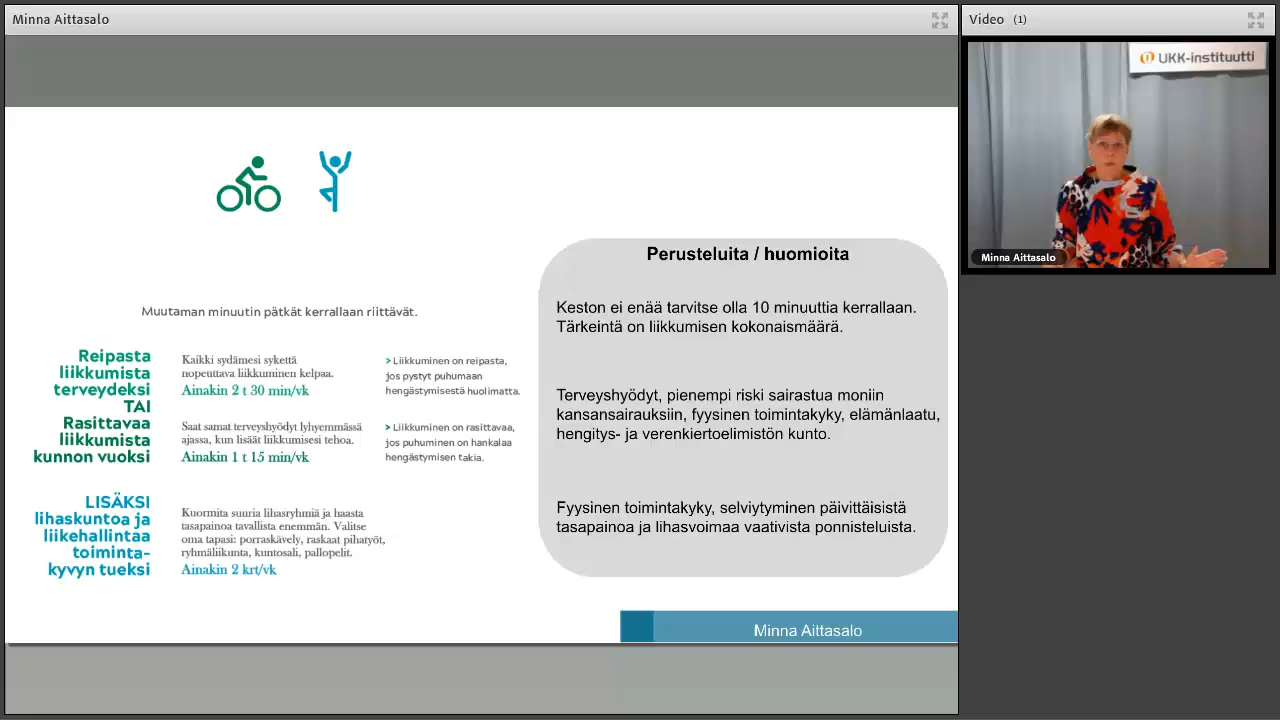 Minna Aittasalo
Video (1)
UKK-instituutti
Minna Aittasalo
Muutaman minuutin pätkät kerrallaan riittävät.
Reipasta
liikkumista
terveydeksi
TAI
Rasittavaa
liikkumista
kunnon vuoksi
Kaikki sydämesi sykettä
nopeuttava liikkuminen kelpaa.
Ainakin 2 t 30 min/vk
> Liikkuminen on reipasta,
jos pystyt puhumaan
hengästymisestä huolimatta.
Saat samat terveyshyödyt lyhyemmässä
ajassa, kun lisäät liikkumisesi tehoa.
Ainakin 1 t 15 min/vk
> Liikkuminen on rasittavaa,
jos puhuminen on hankalaa
hengästymisen takia.
LISÄKSI
lihaskuntoa ja
liikehallintaa
toiminta-
kyvyn tueksi
Kuormita suuria lihasryhmiä ja haasta
tasapainoa tavallista enemmän. Valitse
oma tapasi: porraskävely, raskaat pihatyöt,
ryhmäliikunta, kuntosali, pallopelit.
Ainakin 2 krt/vk
Perusteluita / huomioita
Keston ei enää tarvitse olla 10 minuuttia kerrallaan.
Tärkeintä on liikkumisen kokonaismäärä.
Terveyshyödyt, pienempi riski sairastua moniin
kansansairauksiin, fyysinen toimintakyky, elämänlaatu,
hengitys- ja verenkiertoelimistön kunto.
Fyysinen toimintakyky, selviytyminen päivittäisistä
tasapainoa ja lihasvoimaa vaativista ponnisteluista.
Minna Aittasalo